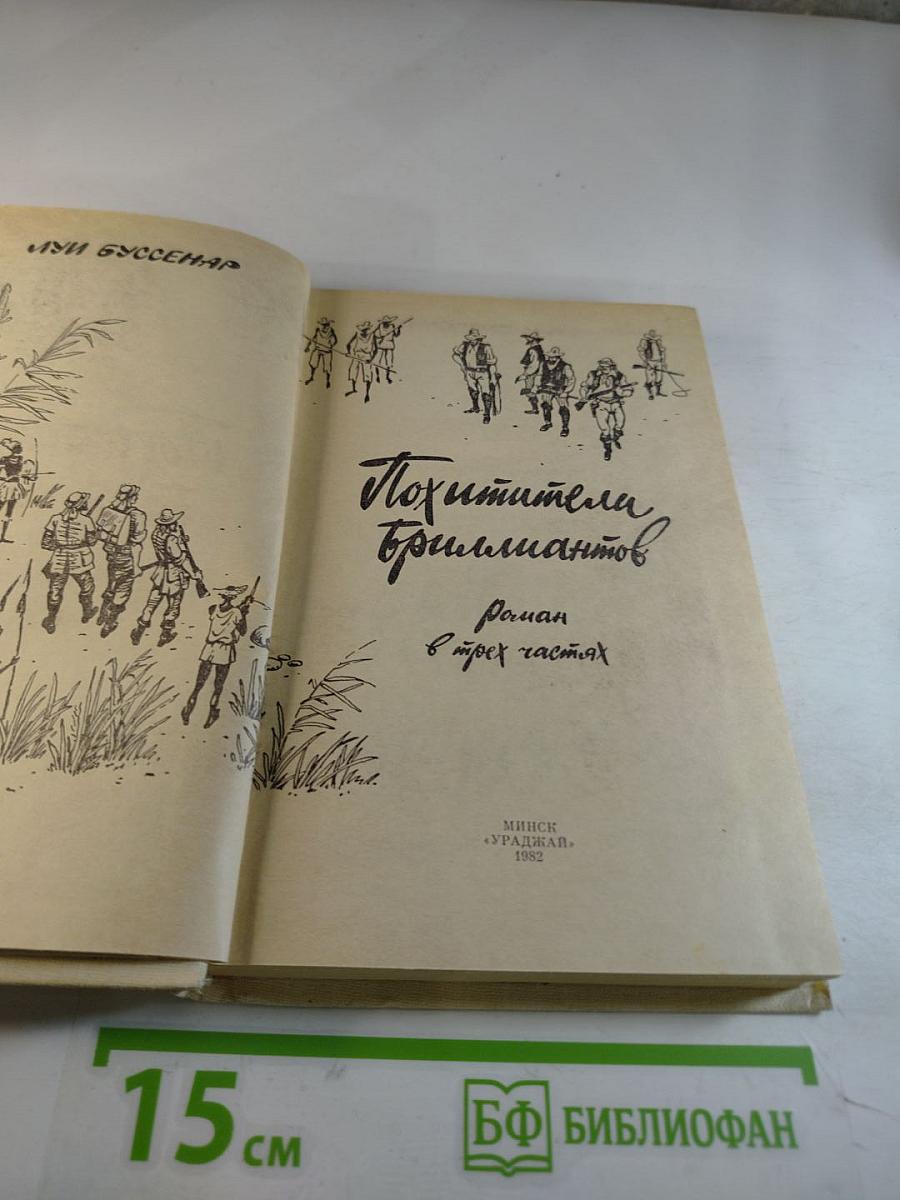 ЛУИ БУССЕНАР
Похитители
Бриллиантов
Роман
в трех частях
МИНСК
«УРАДЖАЙ»
1982
15 см
БФ БИБЛИОФАН